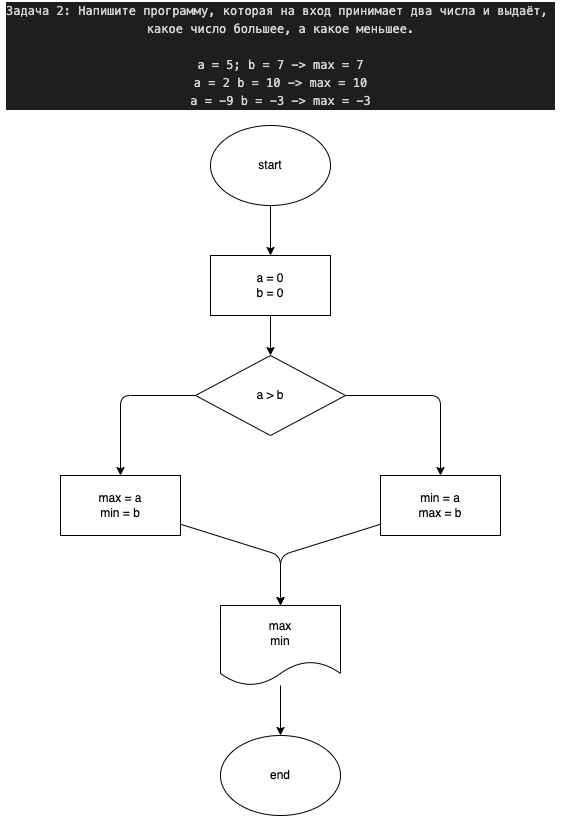 Задача 2: Напишите программу, которая на вход принимает два числа и выдаёт,
какое число большее, а какое меньшее.
a = 5; b = 7 -> max = 7
a = 2 b = 10 -> max = 10
a = -9 b = -3 -> max = -3
start
a = 0
b = 0
a > b
max = a
min = b
min = a
max = b
max
min
end